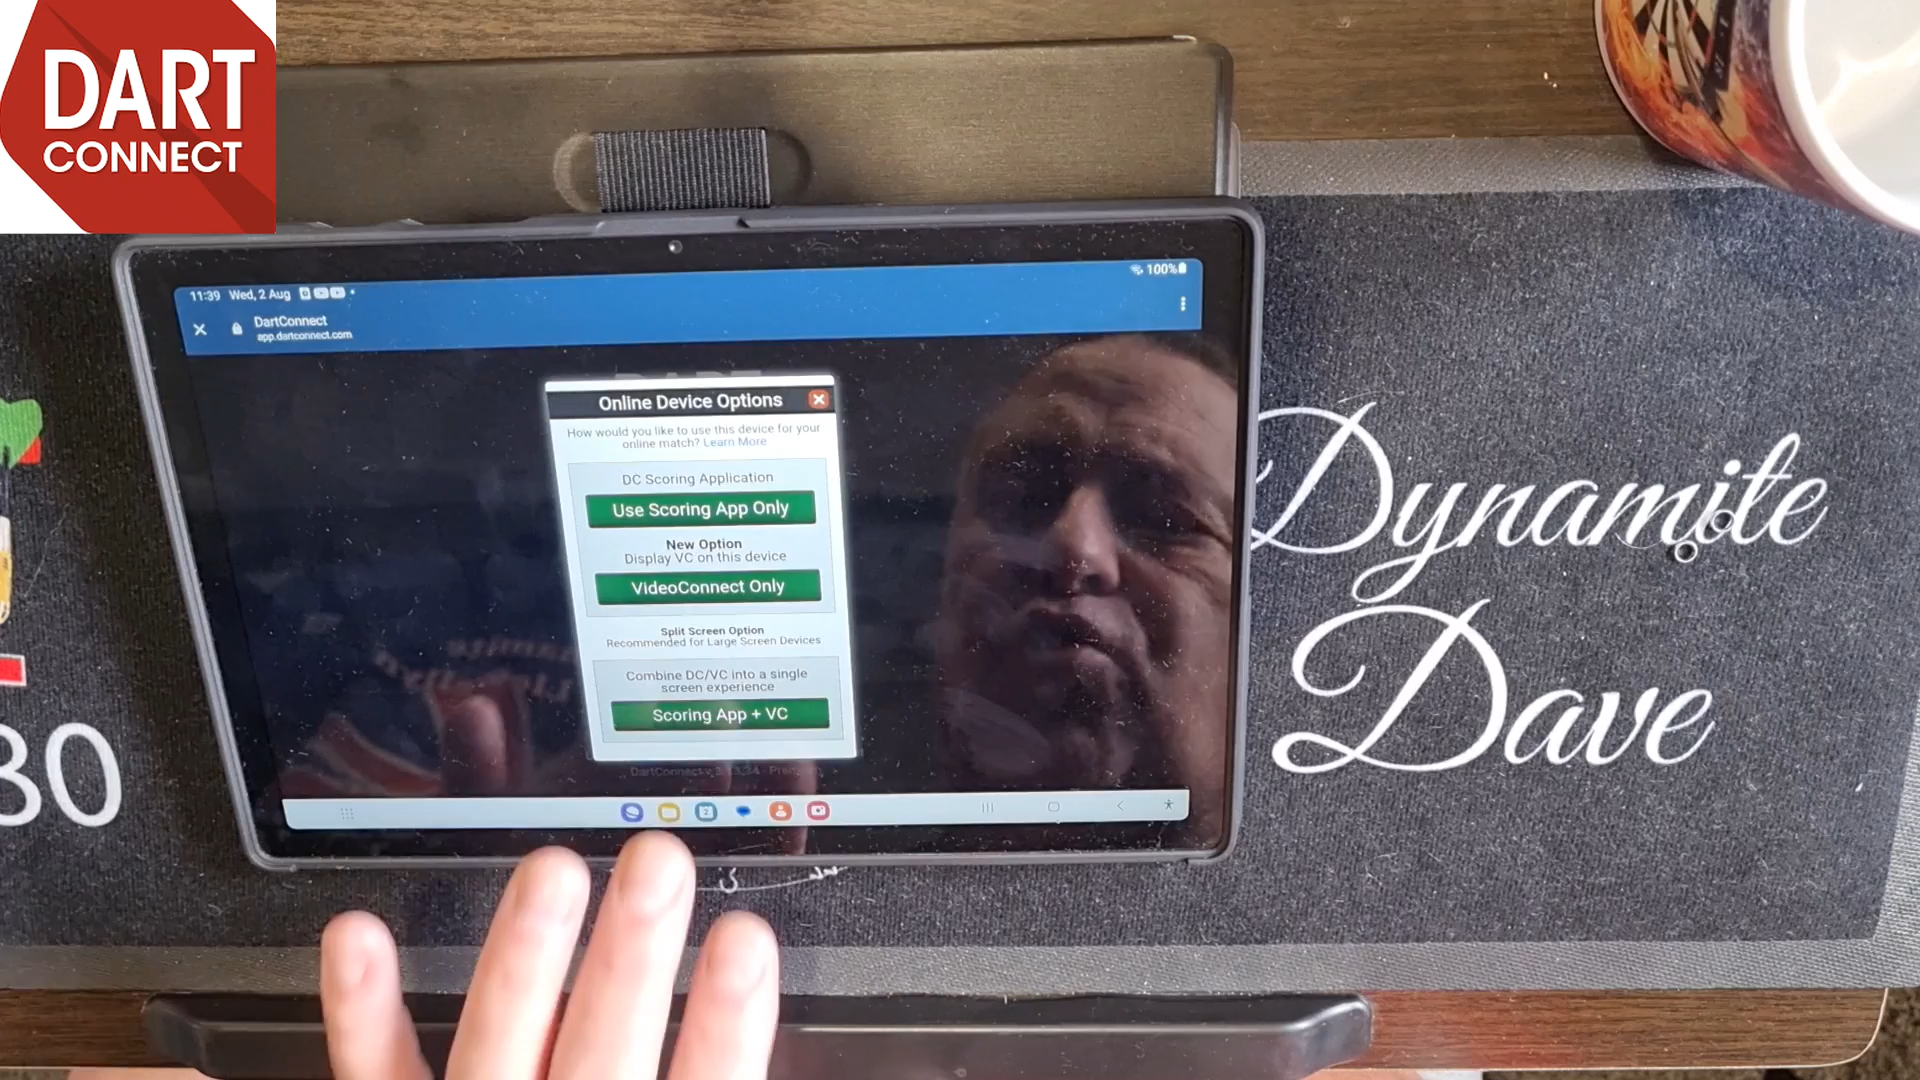 DART
CONNECT
11:39 Wed, 2 Aug
100%
DartConnect
app.dartconnect.com
Online Device Options
How would you like to use this device for your
online match? Learn More
DC Scoring Application
Use Scoring App Only
New Option
Display VC on this device
VideoConnect Only
Split Screen Option
Recommended for Large Screen Devices
Combine DC/VC into a single
screen experience
Scoring App + VC
Dynamite
Dave
80